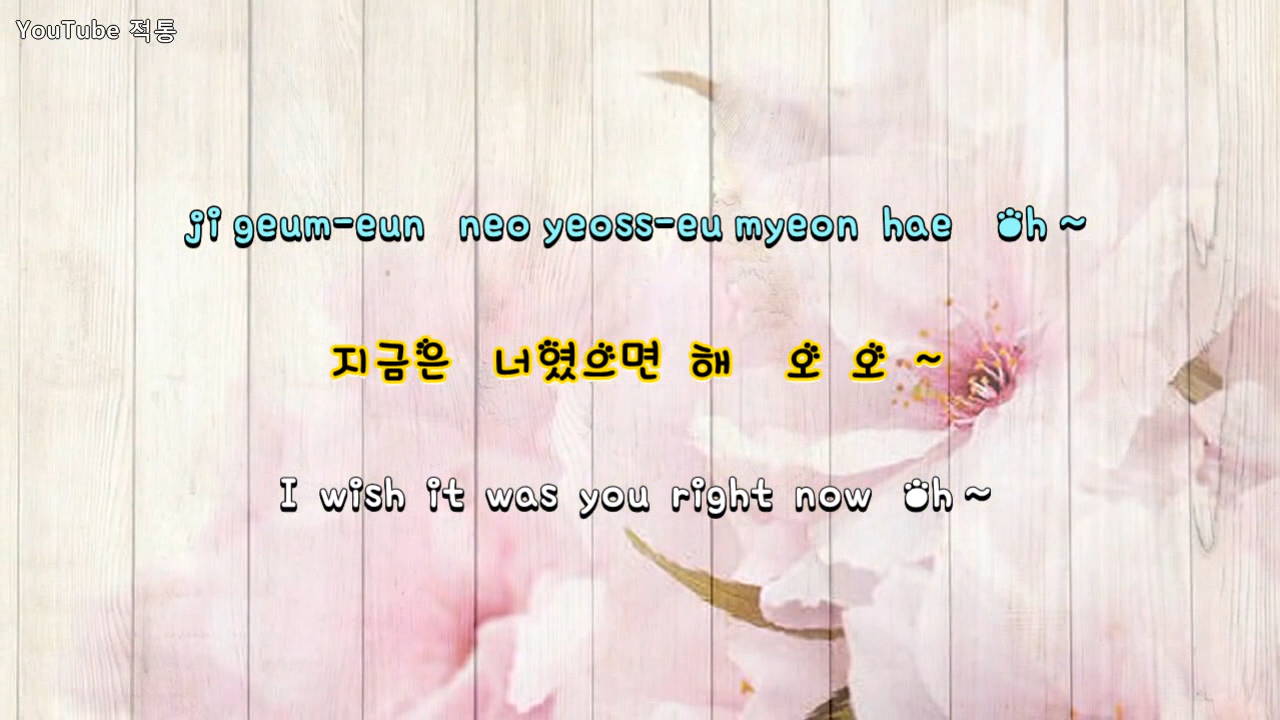 YouTube 적통
ji geum-eun neo yeoss-eu myeon hae Oh ~
지금은 너였으면 해 오 오 ~
I wish it was you right now Oh ~